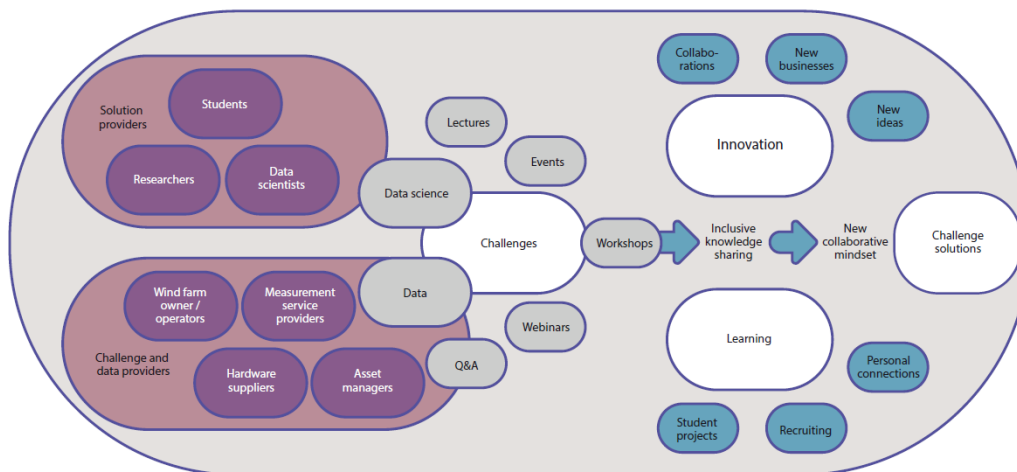 Solution
providers
Students
Researchers
Data
scientists
Data science
Lectures
Events
Challenges
Workshops
Data
Webinars
Q&A
Challenge and
data providers
Wind farm
owner /
operators
Measurement
service
providers
Hardware
suppliers
Asset
managers
Inclusive
knowledge
sharing
New
collaborative
mindset
Challenge
solutions
Collabo-
rations
New
businesses
New
ideas
Innovation
Learning
Personal
connections
Student
projects
Recruiting